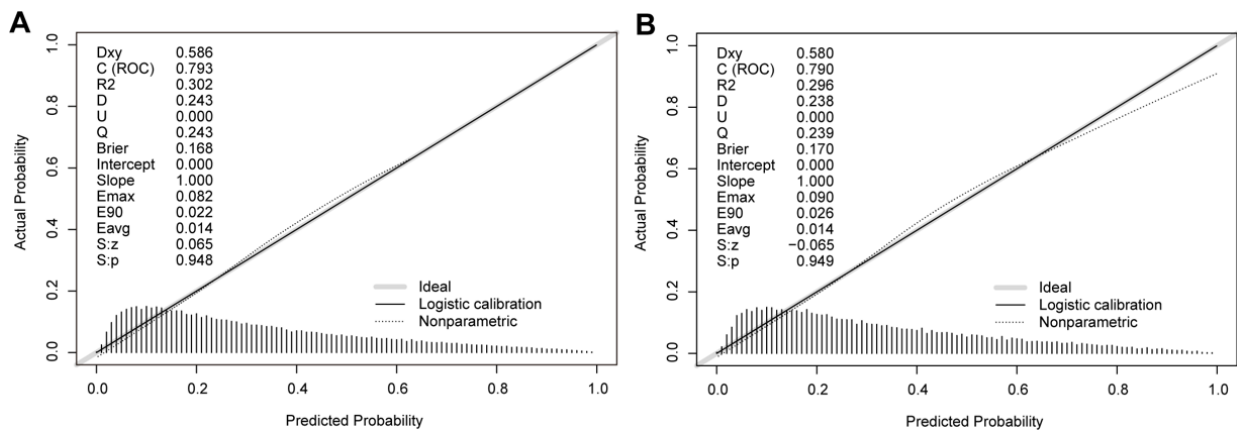 A
Dxy 0.586
C (ROC) 0.793
R2 0.302
D 0.243
U 0.000
Q 0.243
Brier 0.168
Intercept 0.000
Slope 1.000
Emax 0.082
E90 0.022
Eavg 0.014
S:z 0.065
S:p 0.948
Ideal
Logistic calibration
Nonparametric
Actual Probability
0.0 0.2 0.4 0.6 0.8 1.0
0.0 0.2 0.4 0.6 0.8 1.0
Predicted Probability
B
Dxy 0.580
C (ROC) 0.790
R2 0.296
D 0.238
U 0.000
Q 0.239
Brier 0.170
Intercept 0.000
Slope 1.000
Emax 0.090
E90 0.026
Eavg 0.014
S:z −0.065
S:p 0.949
Ideal
Logistic calibration
Nonparametric
Actual Probability
0.0 0.2 0.4 0.6 0.8 1.0
0.0 0.2 0.4 0.6 0.8 1.0
Predicted Probability